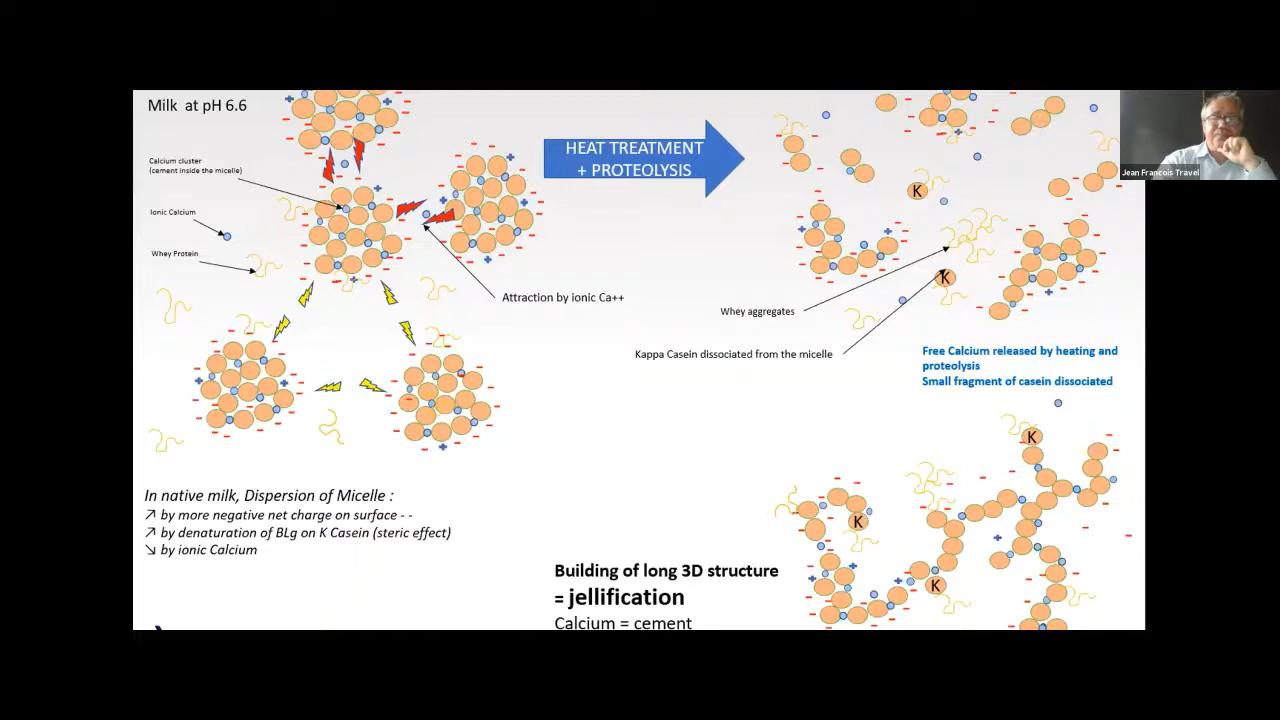 Milk at pH 6.6
Calcium cluster
(cement inside the micelle)
Ionic Calcium
Whey Protein
Attraction by ionic Ca++
HEAT TREATMENT
+ PROTEOLYSIS
Jean Francois Travel
K
K
Whey aggregates
Kappa Casein dissociated from the micelle
Free Calcium released by heating and
proteolysis
Small fragment of casein dissociated
In native milk, Dispersion of Micelle :
↗ by more negative net charge on surface - -
↗ by denaturation of BLg on K Casein (steric effect)
↘ by ionic Calcium
K
K
K
Building of long 3D structure
= jellification
Calcium = cement